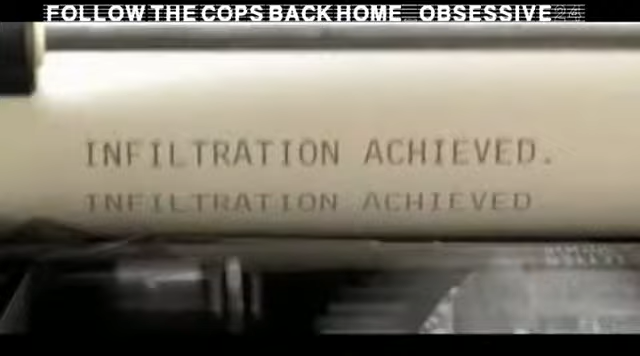 FOLLOW THE COPS BACK HOME OBSESSIVE
INFILTRATION ACHIEVED.
INFILTRATION ACHIEVED